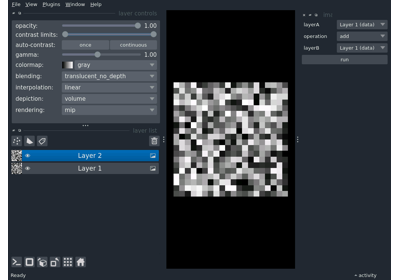 File View Plugins Window Help
layer controls
opacity: 1.00
contrast limits:
auto-contrast: once continuous
gamma: 1.00
colormap: gray
blending: translucent_no_depth
interpolation: linear
depiction: volume
rendering: mip
layer list
Layer 2
Layer 1
Ready
layerA Layer 1 (data)
operation add
layerB Layer 1 (data)
run
activity